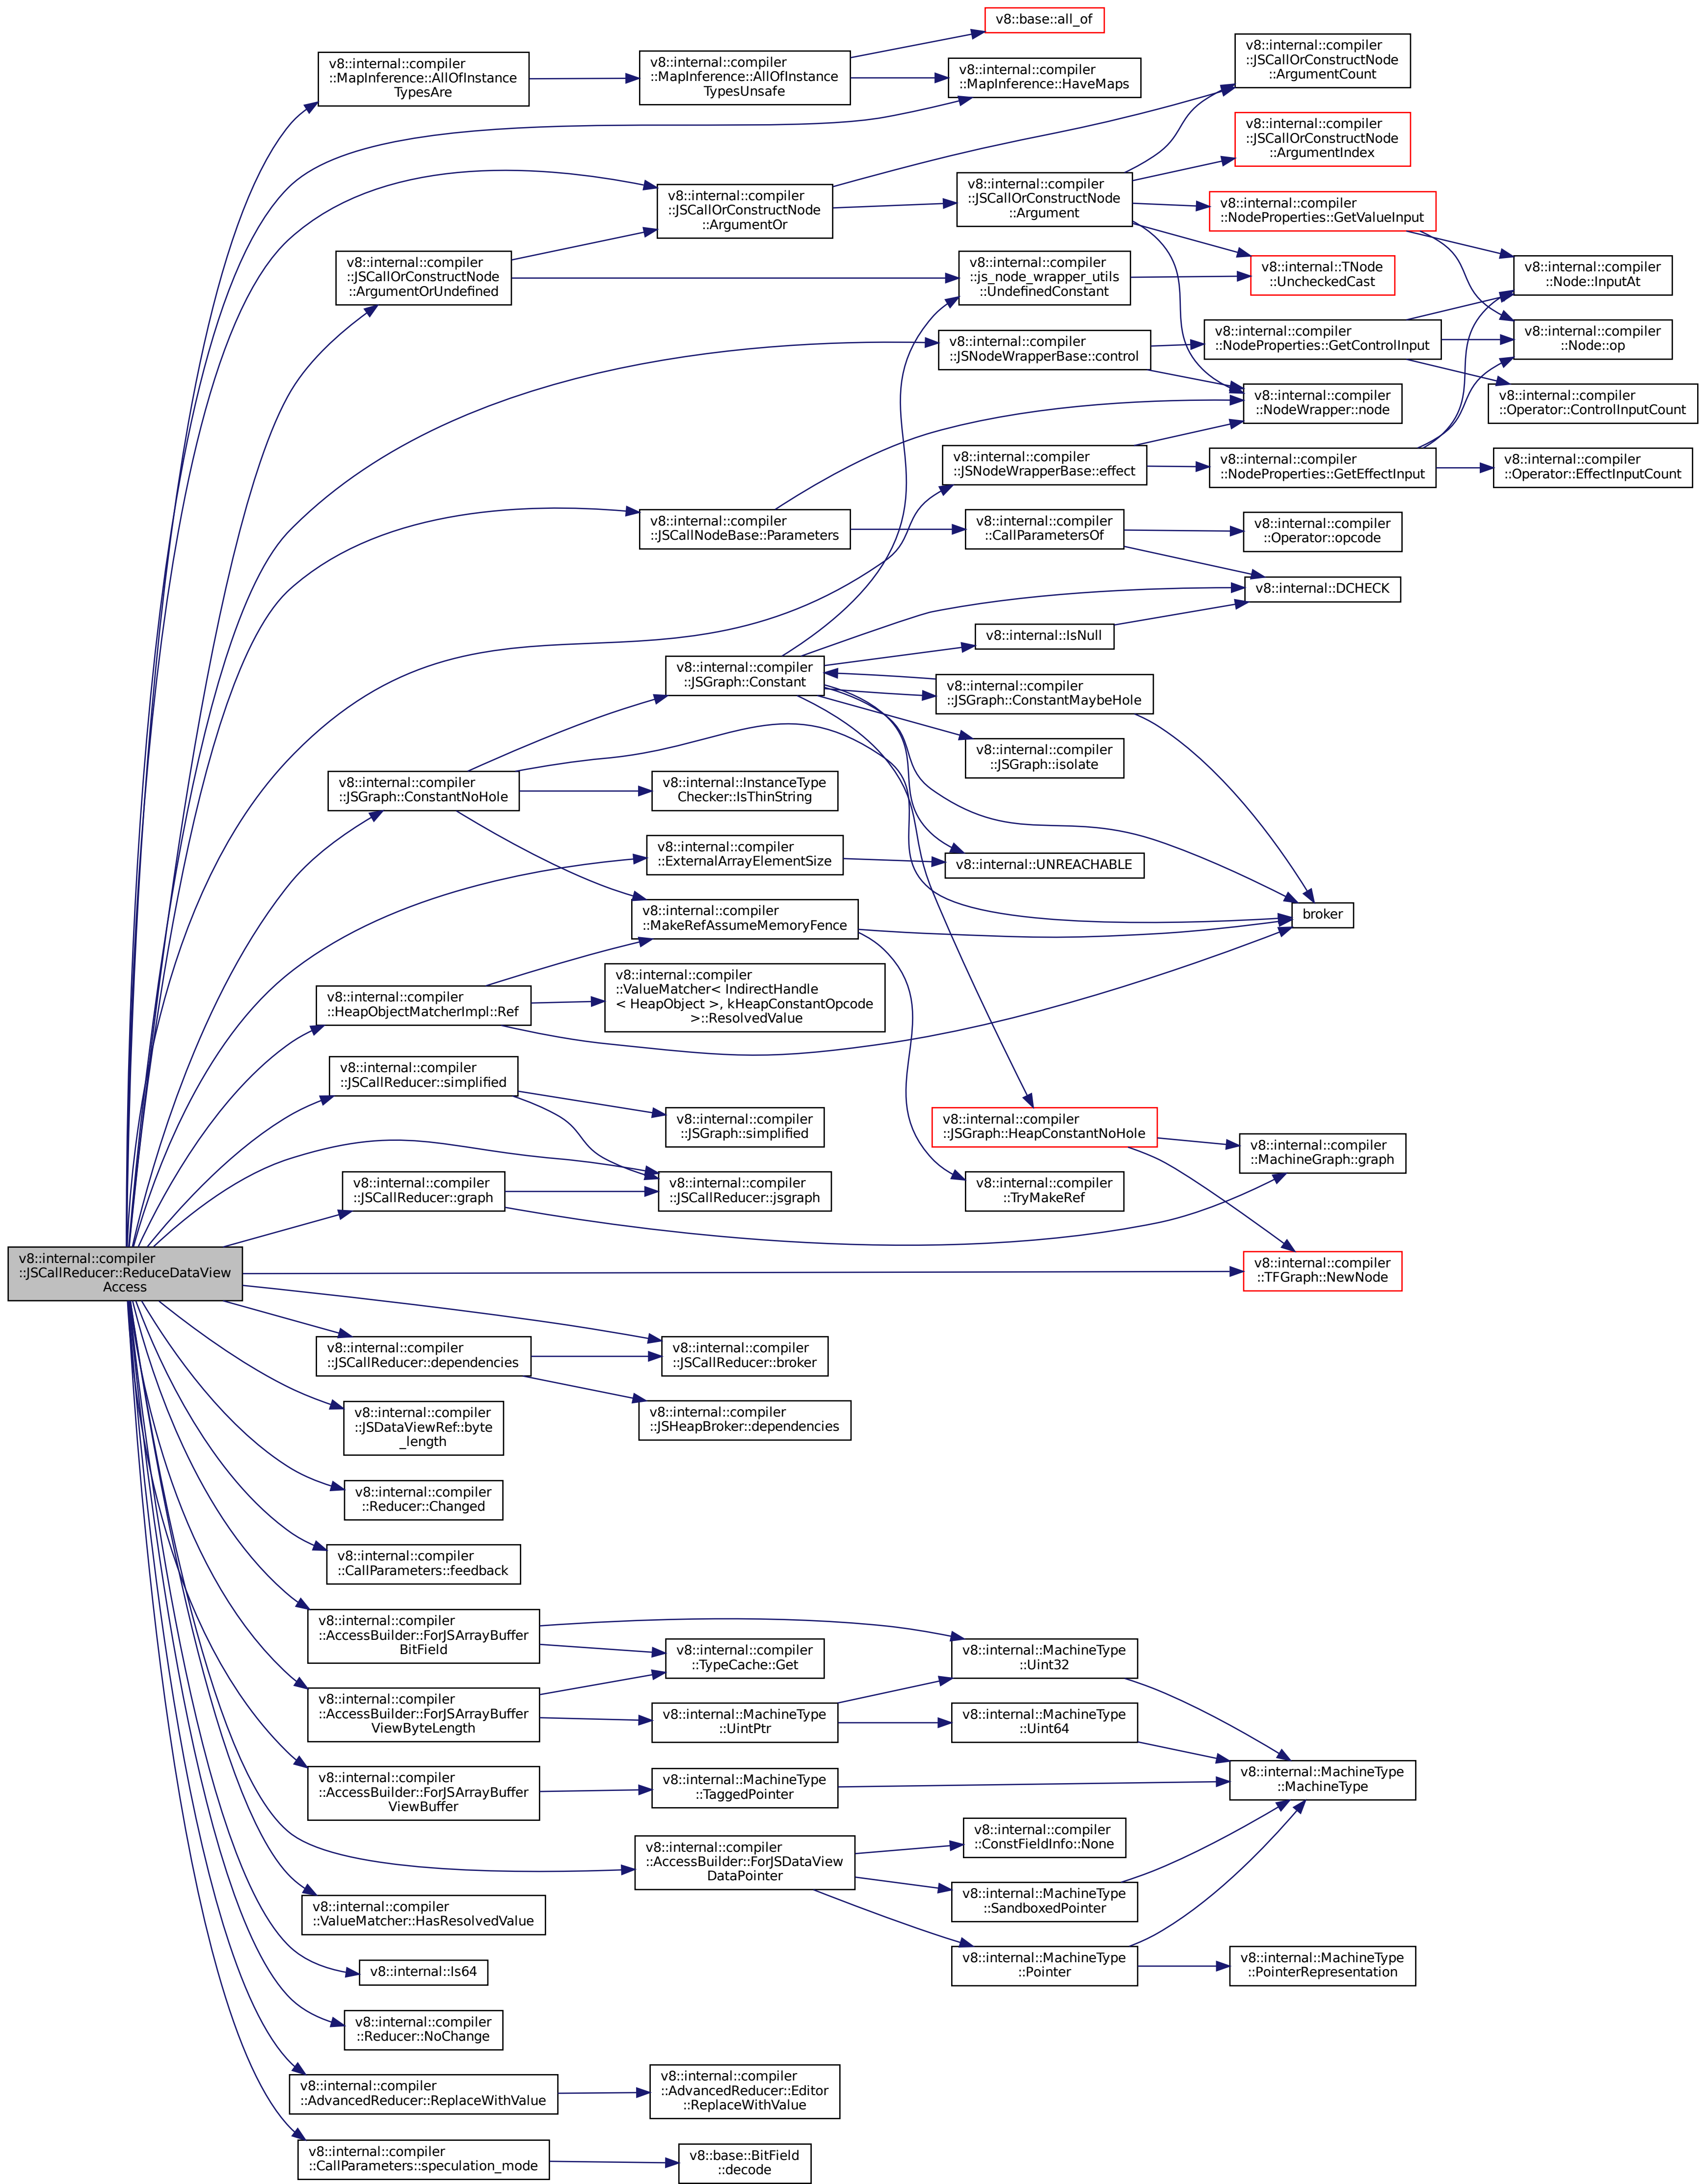 v8::internal::compiler
::JSCallReducer::ReduceDataView
Access
v8::internal::compiler
::MapInference::AllOfInstance
TypesAre
v8::internal::compiler
::MapInference::AllOfInstance
TypesUnsafe
v8::base::all_of
v8::internal::compiler
::MapInference::HaveMaps
v8::internal::compiler
::JSCallOrConstructNode
::ArgumentCount
v8::internal::compiler
::JSCallOrConstructNode
::ArgumentIndex
v8::internal::compiler
::JSCallOrConstructNode
::ArgumentOr
v8::internal::compiler
::JSCallOrConstructNode
::Argument
v8::internal::compiler
::NodeProperties::GetValueInput
v8::internal::compiler
::JSCallOrConstructNode
::ArgumentOrUndefined
v8::internal::compiler
::js_node_wrapper_utils
::UndefinedConstant
v8::internal::TNode
::UncheckedCast
v8::internal::compiler
::Node::InputAt
v8::internal::compiler
::JSNodeWrapperBase::control
v8::internal::compiler
::NodeProperties::GetControlInput
v8::internal::compiler
::Node::op
v8::internal::compiler
::NodeWrapper::node
v8::internal::compiler
::Operator::ControlInputCount
v8::internal::compiler
::JSNodeWrapperBase::effect
v8::internal::compiler
::NodeProperties::GetEffectInput
v8::internal::compiler
::Operator::EffectInputCount
v8::internal::compiler
::JSCallNodeBase::Parameters
v8::internal::compiler
::CallParametersOf
v8::internal::compiler
::Operator::opcode
v8::internal::DCHECK
v8::internal::IsNull
v8::internal::compiler
::JSGraph::Constant
v8::internal::compiler
::JSGraph::ConstantMaybeHole
v8::internal::compiler
::JSGraph::isolate
v8::internal::compiler
::JSGraph::ConstantNoHole
v8::internal::InstanceType
Checker::IsThinString
v8::internal::compiler
::ExternalArrayElementSize
v8::internal::UNREACHABLE
v8::internal::compiler
::MakeRefAssumeMemoryFence
broker
v8::internal::compiler
::HeapObjectMatcherImpl::Ref
v8::internal::compiler
::ValueMatcher< IndirectHandle
< HeapObject >, kHeapConstantOpcode
>::ResolvedValue
v8::internal::compiler
::JSCallReducer::simplified
v8::internal::compiler
::JSGraph::simplified
v8::internal::compiler
::JSGraph::HeapConstantNoHole
v8::internal::compiler
::MachineGraph::graph
v8::internal::compiler
::JSCallReducer::graph
v8::internal::compiler
::JSCallReducer::jsgraph
v8::internal::compiler
::TryMakeRef
v8::internal::compiler
::TFGraph::NewNode
v8::internal::compiler
::JSCallReducer::dependencies
v8::internal::compiler
::JSCallReducer::broker
v8::internal::compiler
::JSHeapBroker::dependencies
v8::internal::compiler
::JSDataViewRef::byte
_length
v8::internal::compiler
::Reducer::Changed
v8::internal::compiler
::CallParameters::feedback
v8::internal::compiler
::AccessBuilder::ForJSArrayBuffer
BitField
v8::internal::compiler
::TypeCache::Get
v8::internal::MachineType
::Uint32
v8::internal::compiler
::AccessBuilder::ForJSArrayBuffer
ViewByteLength
v8::internal::MachineType
::UintPtr
v8::internal::MachineType
::Uint64
v8::internal::compiler
::AccessBuilder::ForJSArrayBuffer
ViewBuffer
v8::internal::MachineType
::TaggedPointer
v8::internal::MachineType
::MachineType
v8::internal::compiler
::AccessBuilder::ForJSDataView
DataPointer
v8::internal::compiler
::ConstFieldInfo::None
v8::internal::MachineType
::SandboxedPointer
v8::internal::MachineType
::Pointer
v8::internal::MachineType
::PointerRepresentation
v8::internal::compiler
::ValueMatcher::HasResolvedValue
v8::internal::Is64
v8::internal::compiler
::Reducer::NoChange
v8::internal::compiler
::AdvancedReducer::ReplaceWithValue
v8::internal::compiler
::AdvancedReducer::Editor
::ReplaceWithValue
v8::internal::compiler
::CallParameters::speculation_mode
v8::base::BitField
::decode